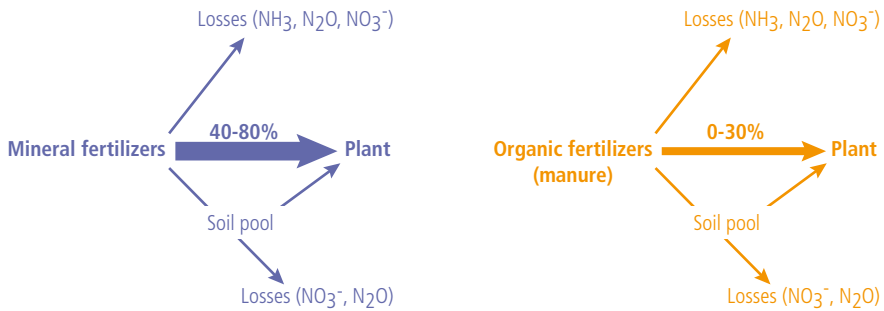 Losses (NH3, N2O, NO3-)
40-80%
Mineral fertilizers
Plant
Soil pool
Losses (NO3-, N2O)
Losses (NH3, N2O, NO3-)
0-30%
Organic fertilizers
(manure)
Plant
Soil pool
Losses (NO3-, N2O)